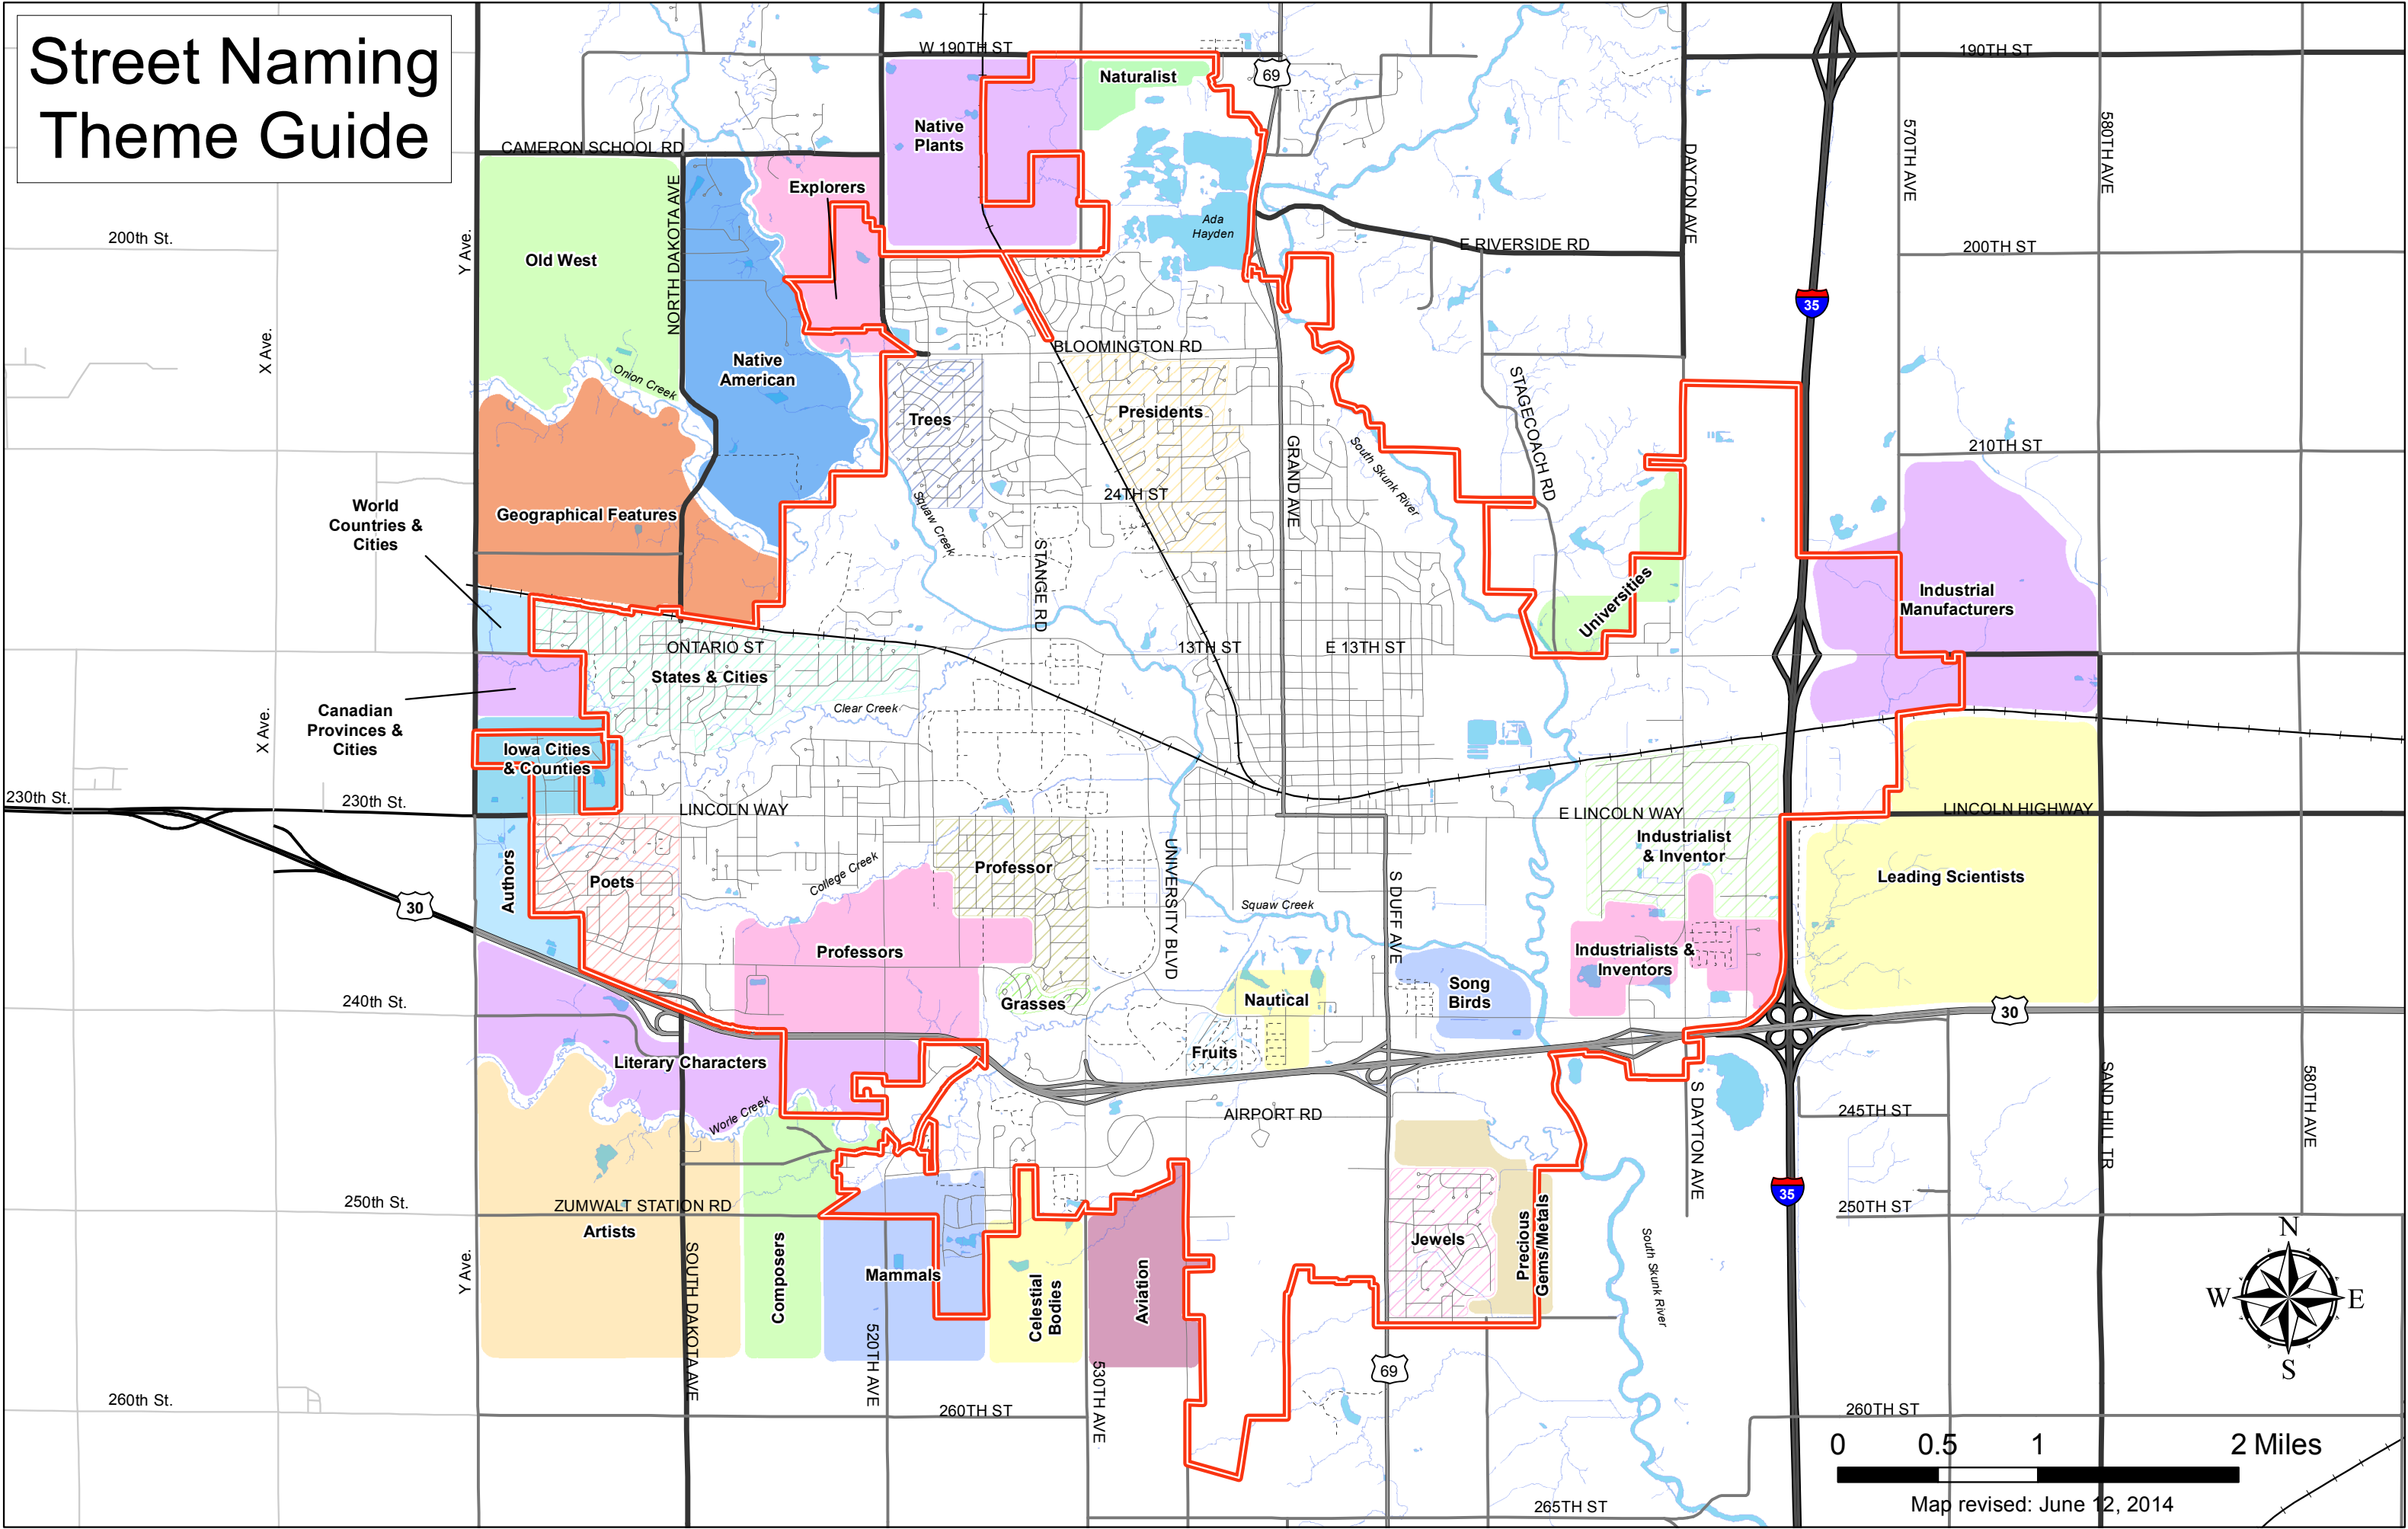 Street Naming
Theme Guide
W 190TH ST
69
190TH ST
Naturalist
Native
Plants
CAMERON SCHOOL RD
570TH AVE
580TH AVE
DAYTON AVE
Explorers
NORTH DAKOTA AVE
Ada
Hayden
200th St.
Y Ave.
Old West
E RIVERSIDE RD
200TH ST
35
X Ave.
Native
American
Onion Creek
BLOOMINGTON RD
Trees
Presidents
STAGECOACH RD
GRAND AVE
South Skunk River
210TH ST
24TH ST
Squaw Creek
World
Countries &
Cities
Geographical Features
STANGE RD
Universities
Industrial
Manufacturers
ONTARIO ST
13TH ST
E 13TH ST
States & Cities
Clear Creek
Canadian
Provinces &
Cities
X Ave.
Iowa Cities
& Counties
230th St.
230th St.
LINCOLN WAY
E LINCOLN WAY
LINCOLN HIGHWAY
Industrialist
& Inventor
Authors
Poets
College Creek
Professor
UNIVERSITY BLVD
S DUFF AVE
Leading Scientists
30
Squaw Creek
Professors
Industrialists &
Inventors
Song
Birds
Nautical
Grasses
240th St.
30
Fruits
Literary Characters
Worle Creek
AIRPORT RD
S DAYTON AVE
245TH ST
SAND HILL TR
580TH AVE
35
250th St.
ZUMWALT STATION RD
250TH ST
Artists
Composers
SOUTH DAKOTA AVE
Y Ave.
Mammals
520TH AVE
Celestial
Bodies
530TH AVE
Aviation
Jewels
Precious
Gems/Metals
South Skunk River
N
W
E
S
69
260th St.
260TH ST
260TH ST
0 0.5 1 2 Miles
265TH ST
Map revised: June 12, 2014